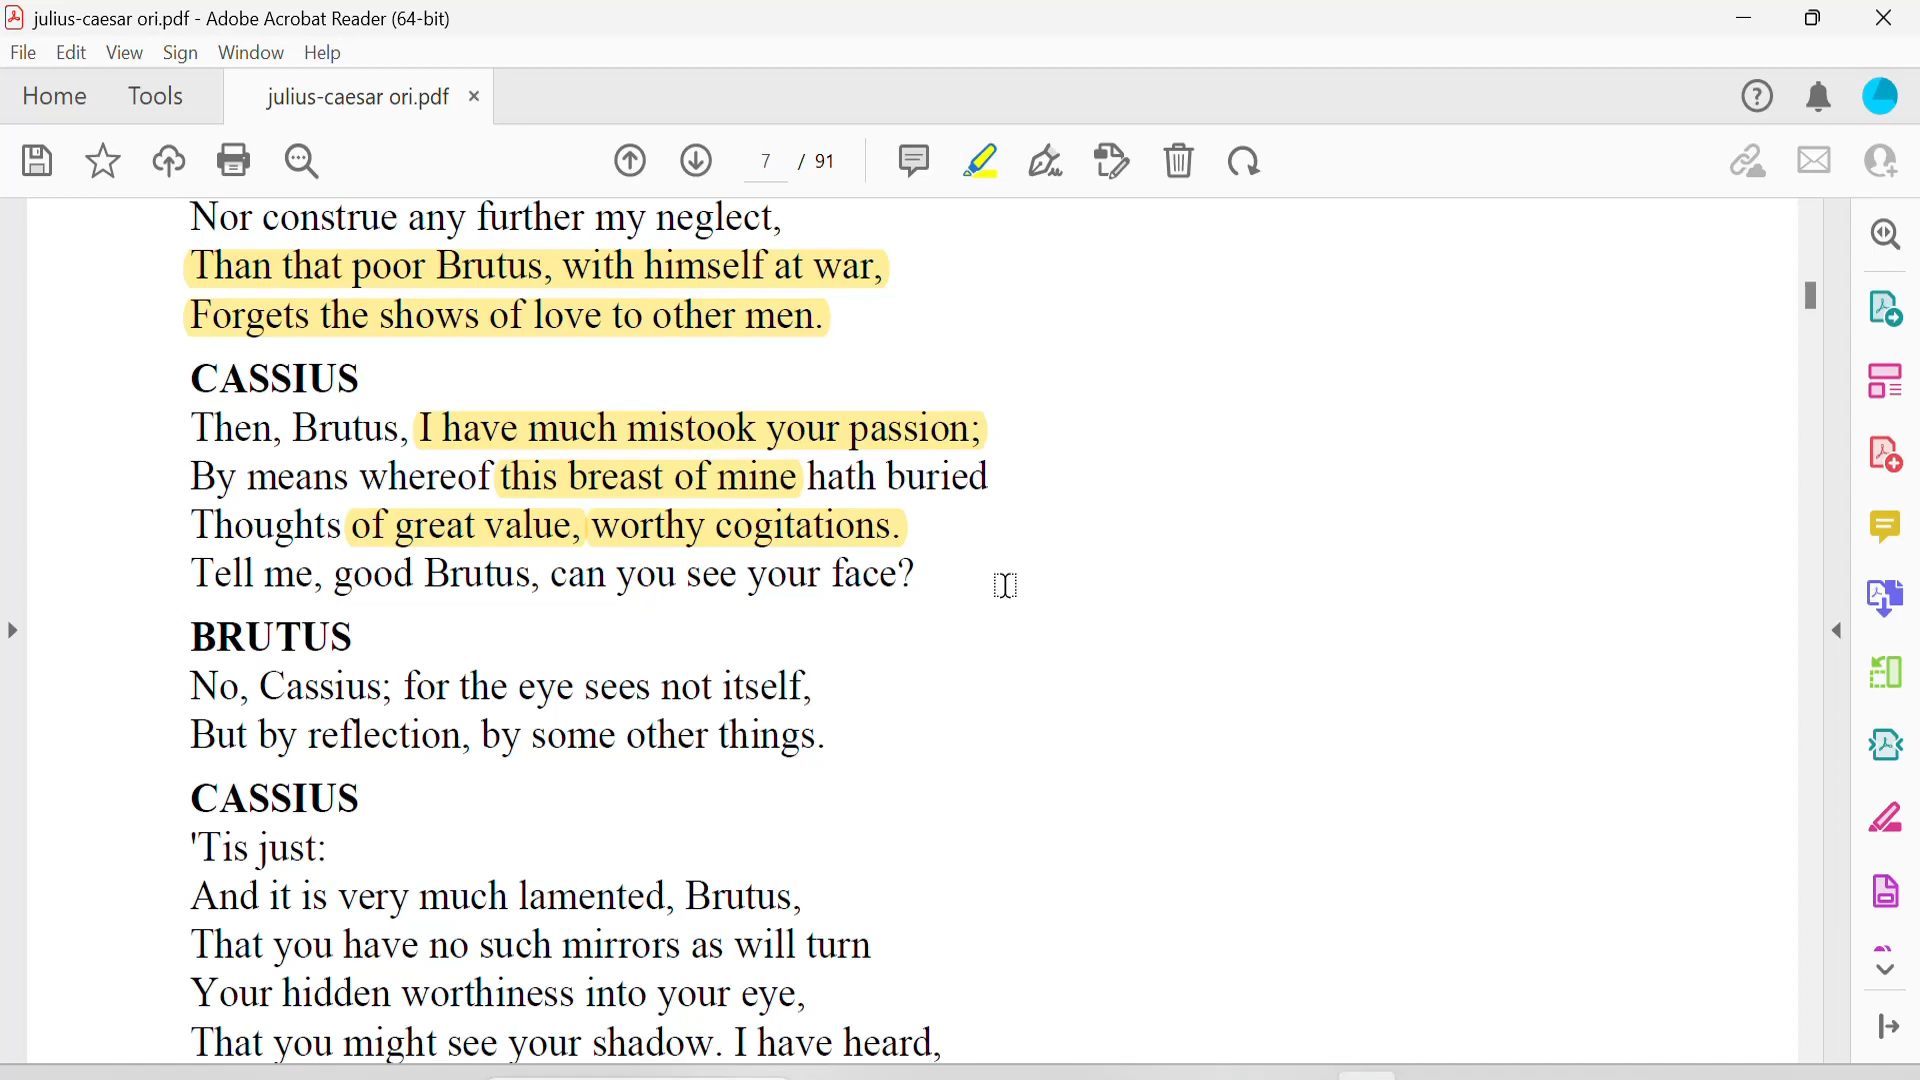 julius-caesar ori.pdf - Adobe Acrobat Reader (64-bit)
File Edit View Sign Window Help
Home Tools julius-caesar ori.pdf ×
7 / 91
Nor construe any further my neglect,
Than that poor Brutus, with himself at war,
Forgets the shows of love to other men.
CASSIUS
Then, Brutus, I have much mistook your passion;
By means whereof this breast of mine hath buried
Thoughts of great value, worthy cogitations.
Tell me, good Brutus, can you see your face?
BRUTUS
No, Cassius; for the eye sees not itself,
But by reflection, by some other things.
CASSIUS
'Tis just:
And it is very much lamented, Brutus,
That you have no such mirrors as will turn
Your hidden worthiness into your eye,
That you might see your shadow. I have heard,